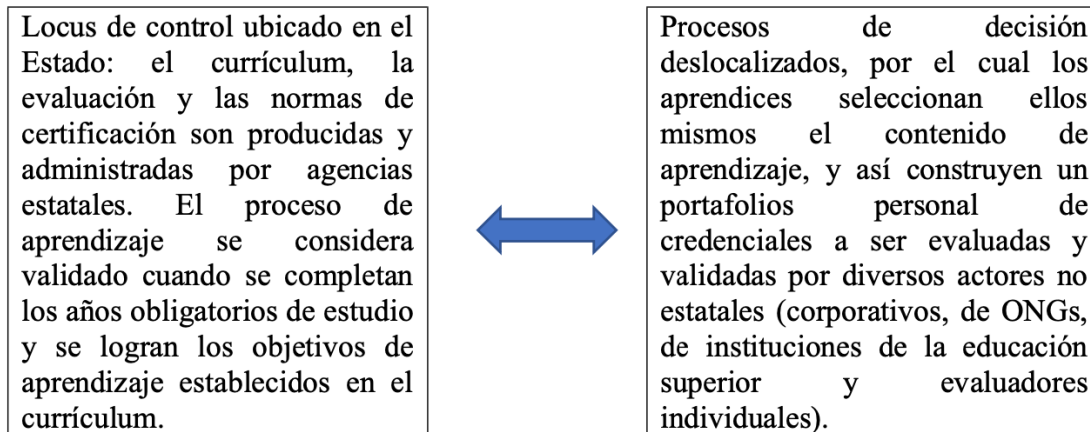 Locus de control ubicado en el
Estado: el currículum, la
evaluación y las normas de
certificación son producidas y
administradas por agencias
estatales. El proceso de
aprendizaje se considera
validado cuando se completan
los años obligatorios de estudio
y se logran los objetivos de
aprendizaje establecidos en el
currículum.
Procesos de decisión
deslocalizados, por el cual los
aprendices seleccionan ellos
mismos el contenido de
aprendizaje, y así construyen un
portafolios personal de
credenciales a ser evaluadas y
validadas por diversos actores no
estatales (corporativos, de ONGs,
de instituciones de la educación
superior y evaluadores
individuales).